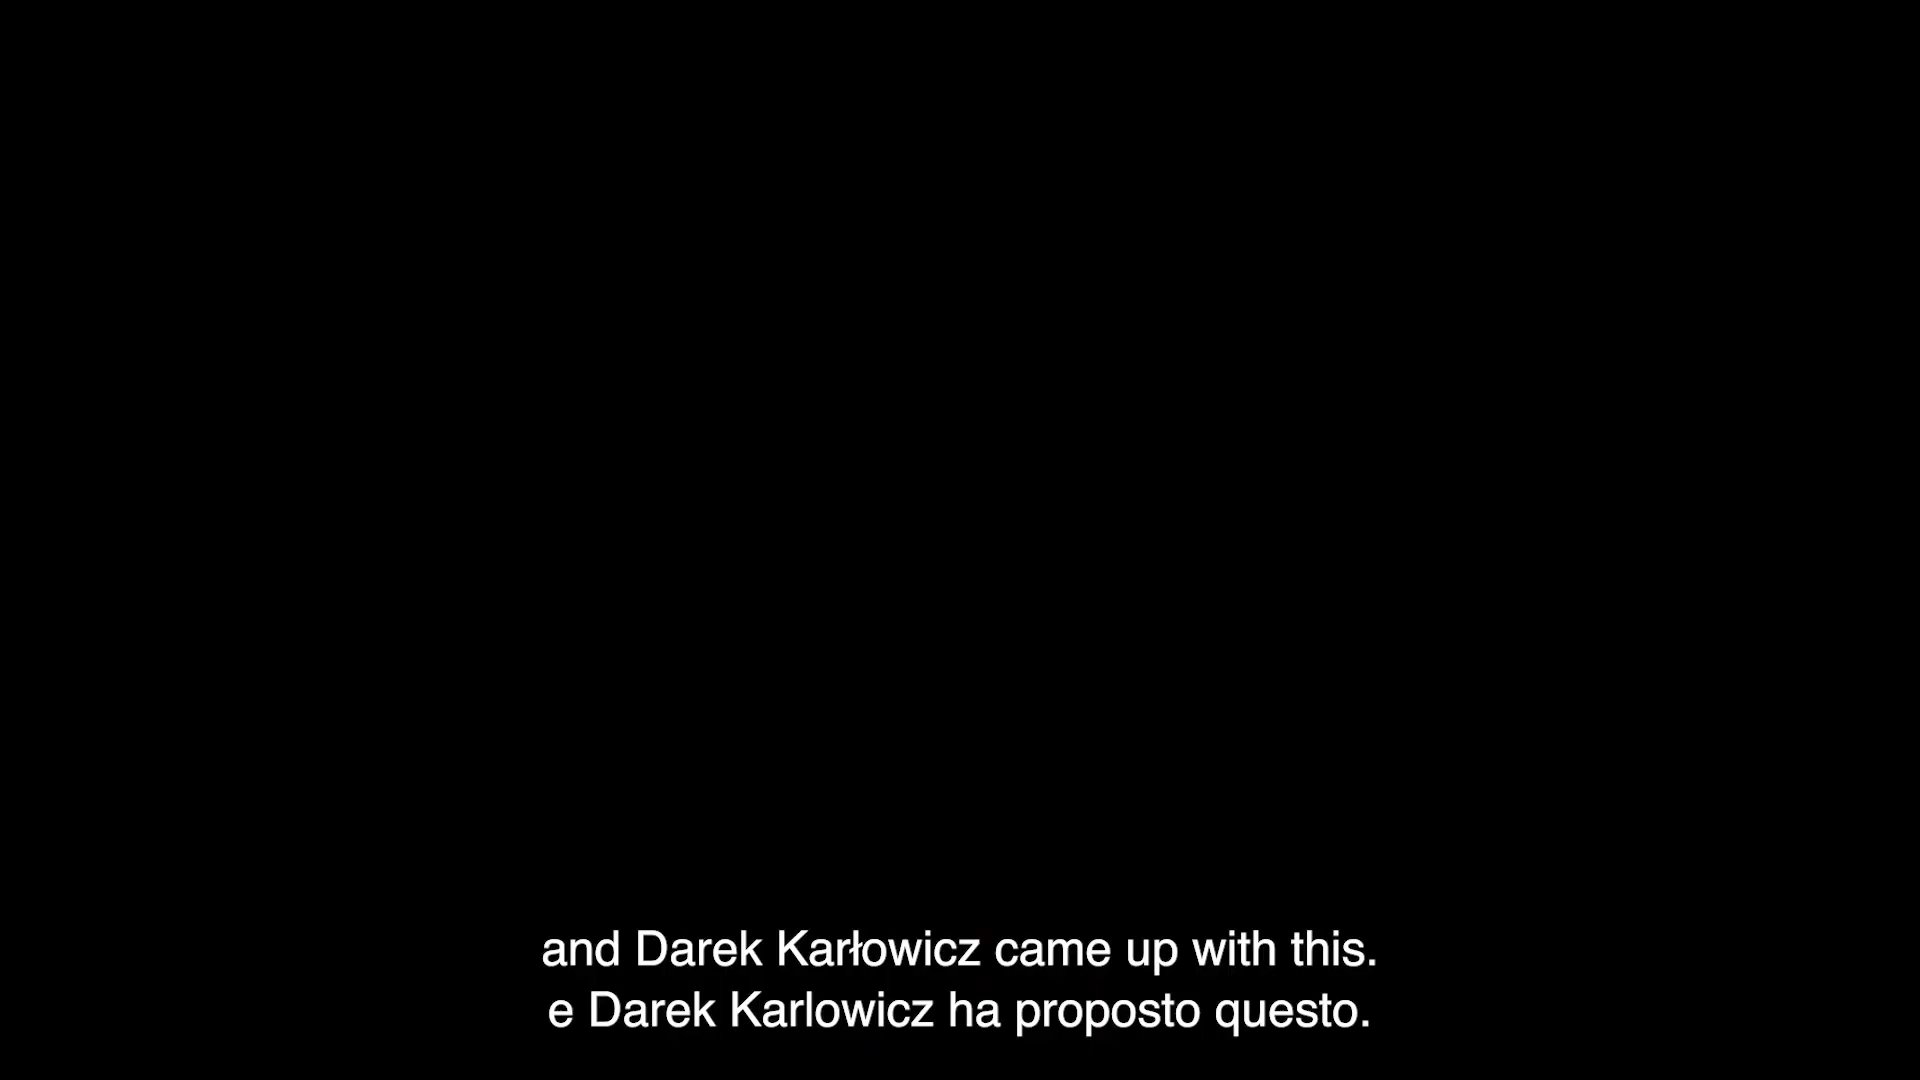 and Darek Karłowicz came up with this.
e Darek Karlowicz ha proposto questo.